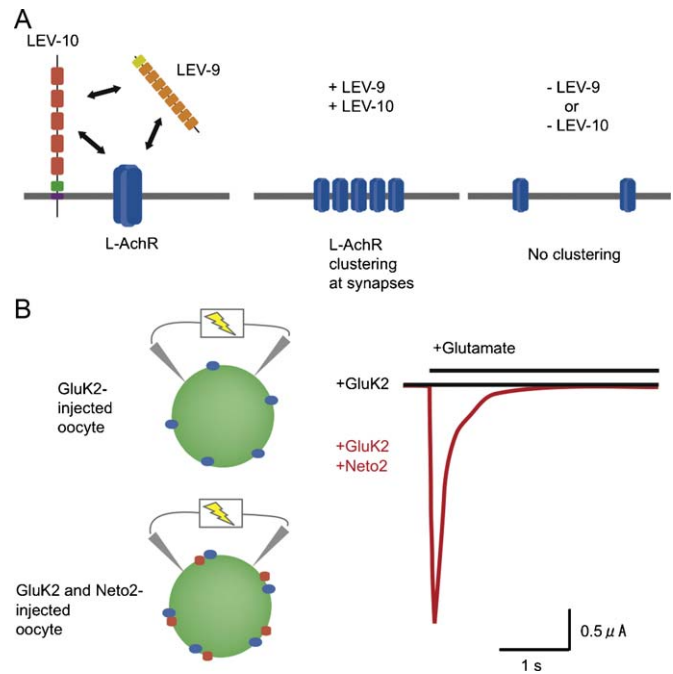 A
LEV-10
LEV-9
L-AchR
+ LEV-9
+ LEV-10
L-AchR
clustering
at synapses
- LEV-9
or
- LEV-10
No clustering
B
GluK2-
injected
oocyte
GluK2 and Neto2-
injected
oocyte
+Glutamate
+GluK2
+GluK2
+Neto2
0.5 μ A
1 s